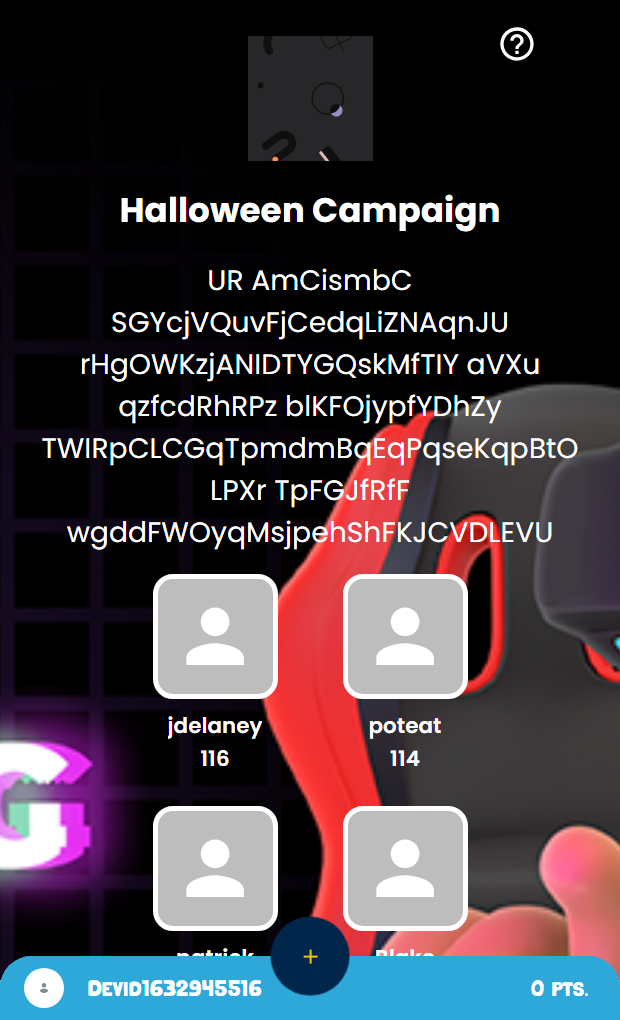 Halloween Campaign
UR AmCismbC
SGYcjVQuvFjCedqLiZNAqnJU
rHgOWKzjANIDTYGQskMfTIY aVXu
qzfcdRhRPz blKFOjypfYDhZy
TWIRpCLCGqTpmdmBqEqPqseKqpBtO
LPXr TpFGJfRfF
wgddFWOyqMsjpehShFKJCVDLEVU
jdelaney poteat
116 114
patrick Blake
G
+
Devid1632945516 0 pts.